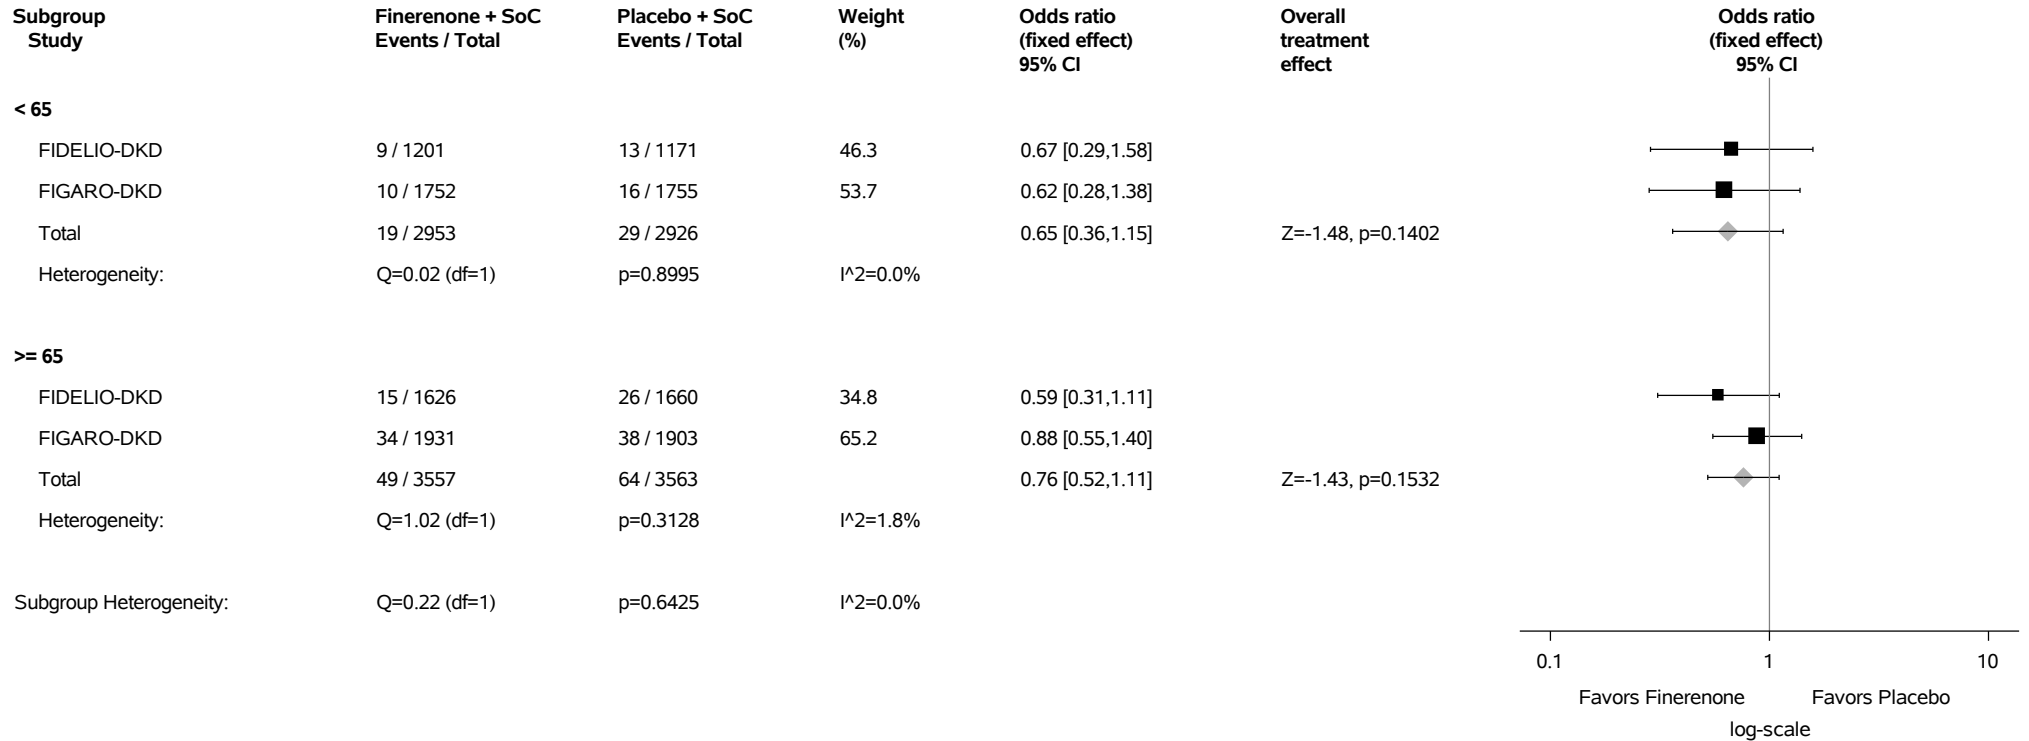 Subgroup Finerenone + SoC Placebo + SoC Weight Odds ratio Overall Odds ratio
Study Events / Total Events / Total (%) (fixed effect) treatment (fixed effect)
95% CI effect 95% CI
< 65
FIDELIO-DKD 9 / 1201 13 / 1171 46.3 0.67 [0.29,1.58]
FIGARO-DKD 10 / 1752 16 / 1755 53.7 0.62 [0.28,1.38]
Total 19 / 2953 29 / 2926 0.65 [0.36,1.15] Z=-1.48, p=0.1402
Heterogeneity: Q=0.02 (df=1) p=0.8995 I^2=0.0%
>= 65
FIDELIO-DKD 15 / 1626 26 / 1660 34.8 0.59 [0.31,1.11]
FIGARO-DKD 34 / 1931 38 / 1903 65.2 0.88 [0.55,1.40]
Total 49 / 3557 64 / 3563 0.76 [0.52,1.11] Z=-1.43, p=0.1532
Heterogeneity: Q=1.02 (df=1) p=0.3128 I^2=1.8%
Subgroup Heterogeneity: Q=0.22 (df=1) p=0.6425 I^2=0.0%
0.1 1 10
Favors Finerenone Favors Placebo
log-scale